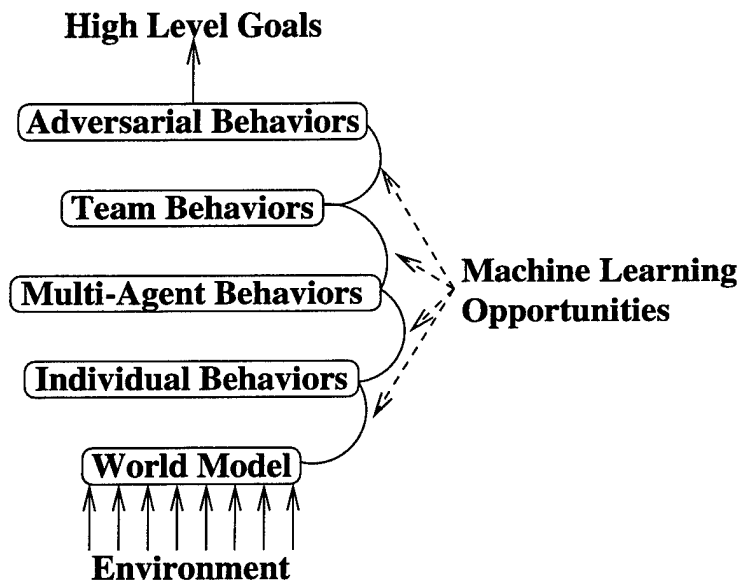 High Level Goals
Adversarial Behaviors
Team Behaviors
Multi-Agent Behaviors
Individual Behaviors
World Model
Environment
Machine Learning
Opportunities